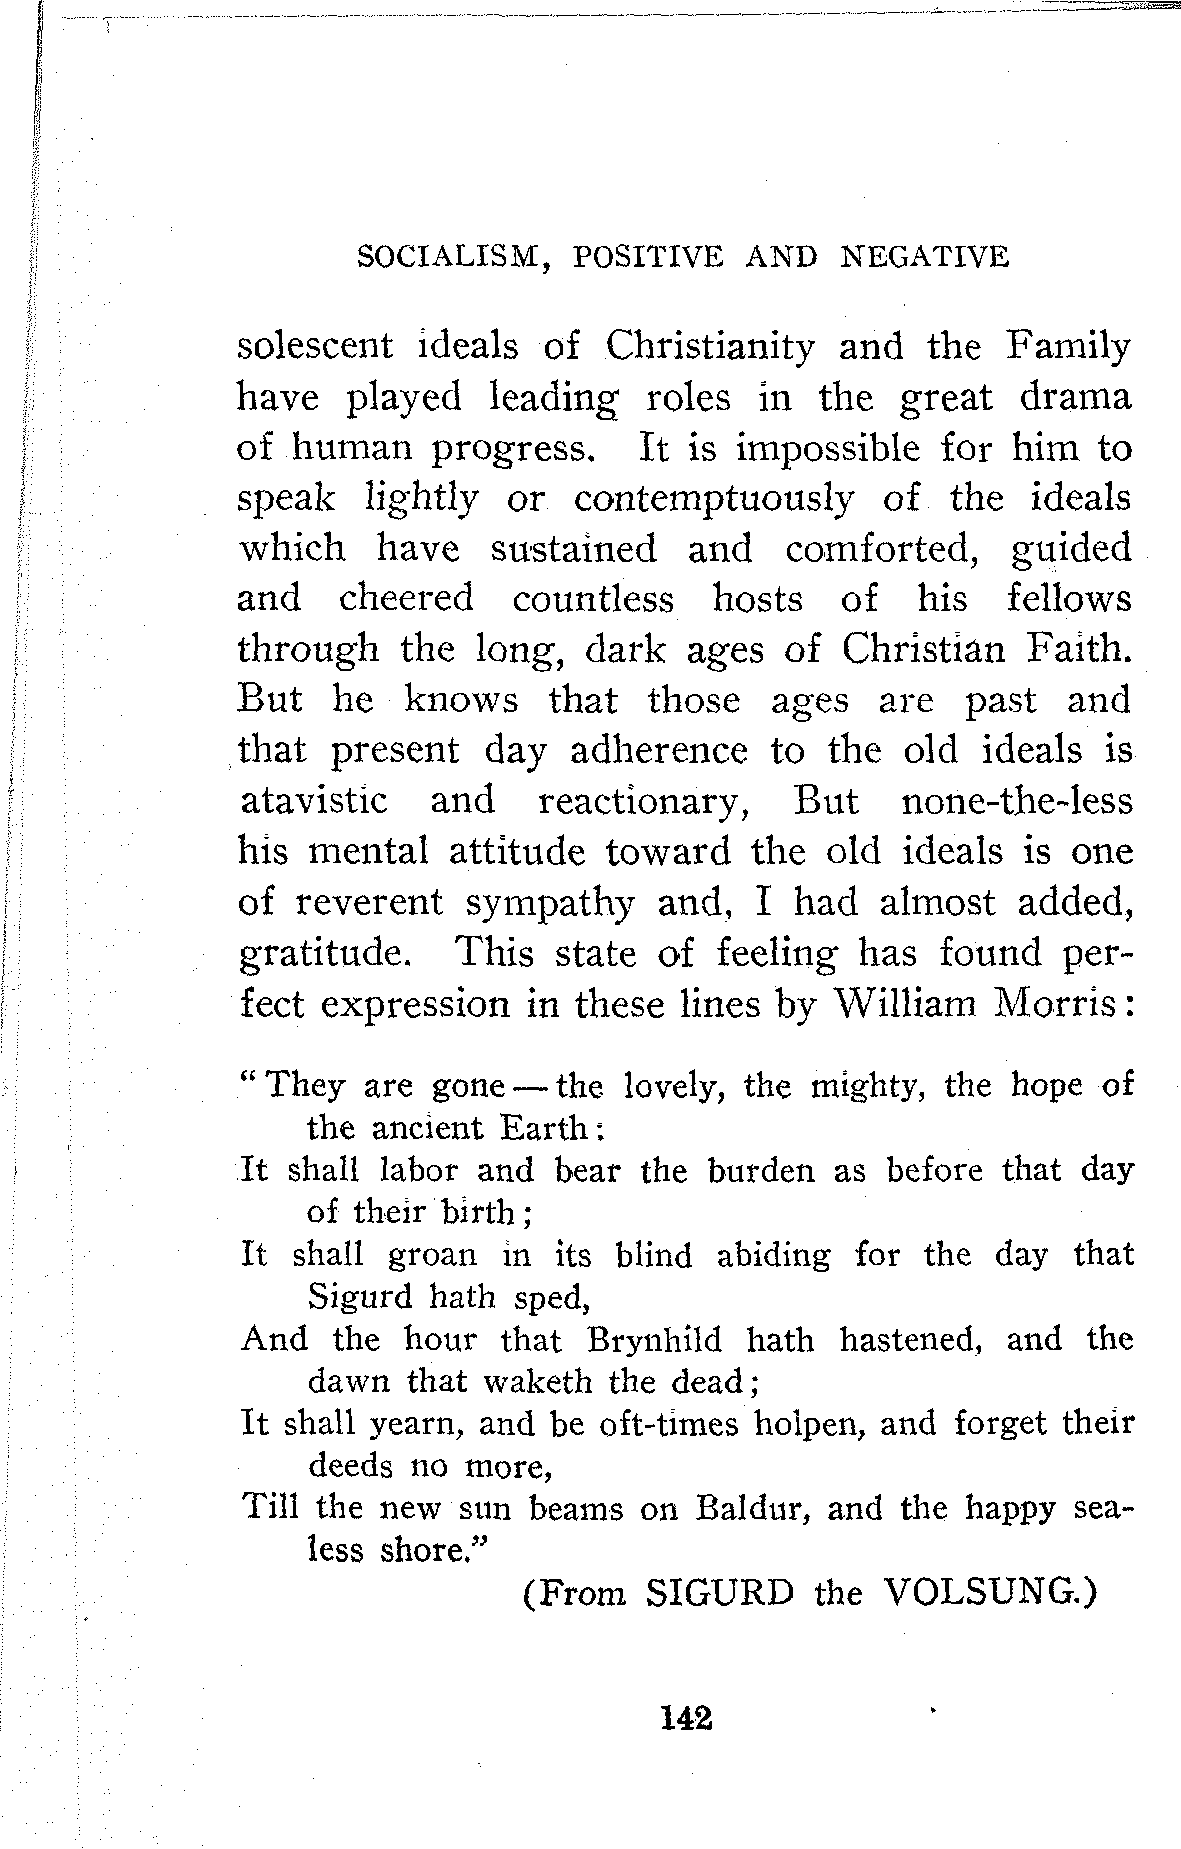 SOCIALISM, POSITIVE AND NEGATIVE
solescent ideals of Christianity and the Family
have played leading roles in the great drama
of human progress. It is impossible for him to
speak lightly or contemptuously of the ideals
which have sustained and comforted, guided
and cheered countless hosts of his fellows
through the long, dark ages of Christian Faith.
But he knows that those ages are past and
that present day adherence to the old ideals is
atavistic and reactionary, But none-the-less
his mental attitude toward the old ideals is one
of reverent sympathy and, I had almost added,
gratitude. This state of feeling has found per-
fect expression in these lines by William Morris:
“They are gone — the lovely, the mighty, the hope of
the ancient Earth:
It shall labor and bear the burden as before that day
of their birth;
It shall groan in its blind abiding for the day that
Sigurd hath sped,
And the hour that Brynhild hath hastened, and the
dawn that waketh the dead;
It shall yearn, and be oft-times holpen, and forget their
deeds no more,
Till the new sun beams on Baldur, and the happy sea-
less shore.”
(From SIGURD the VOLSUNG.)
142